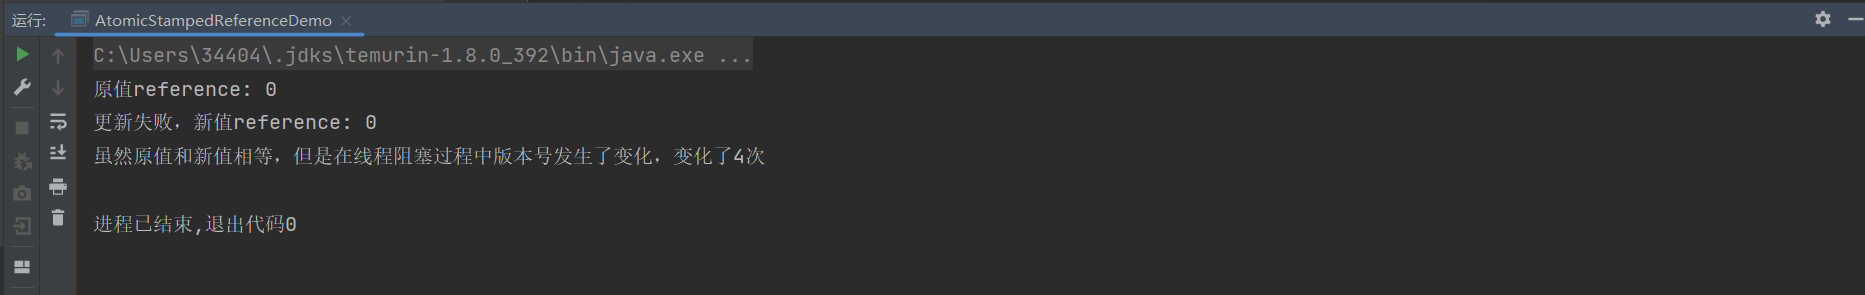 运行: AtomicStampedReferenceDemo
C:\Users\34404\.jdks\temurin-1.8.0_392\bin\java.exe ...
原值reference: 0
更新失败，新值reference: 0
虽然原值和新值相等，但是在线程阻塞过程中版本号发生了变化，变化了4次
进程已结束,退出代码0